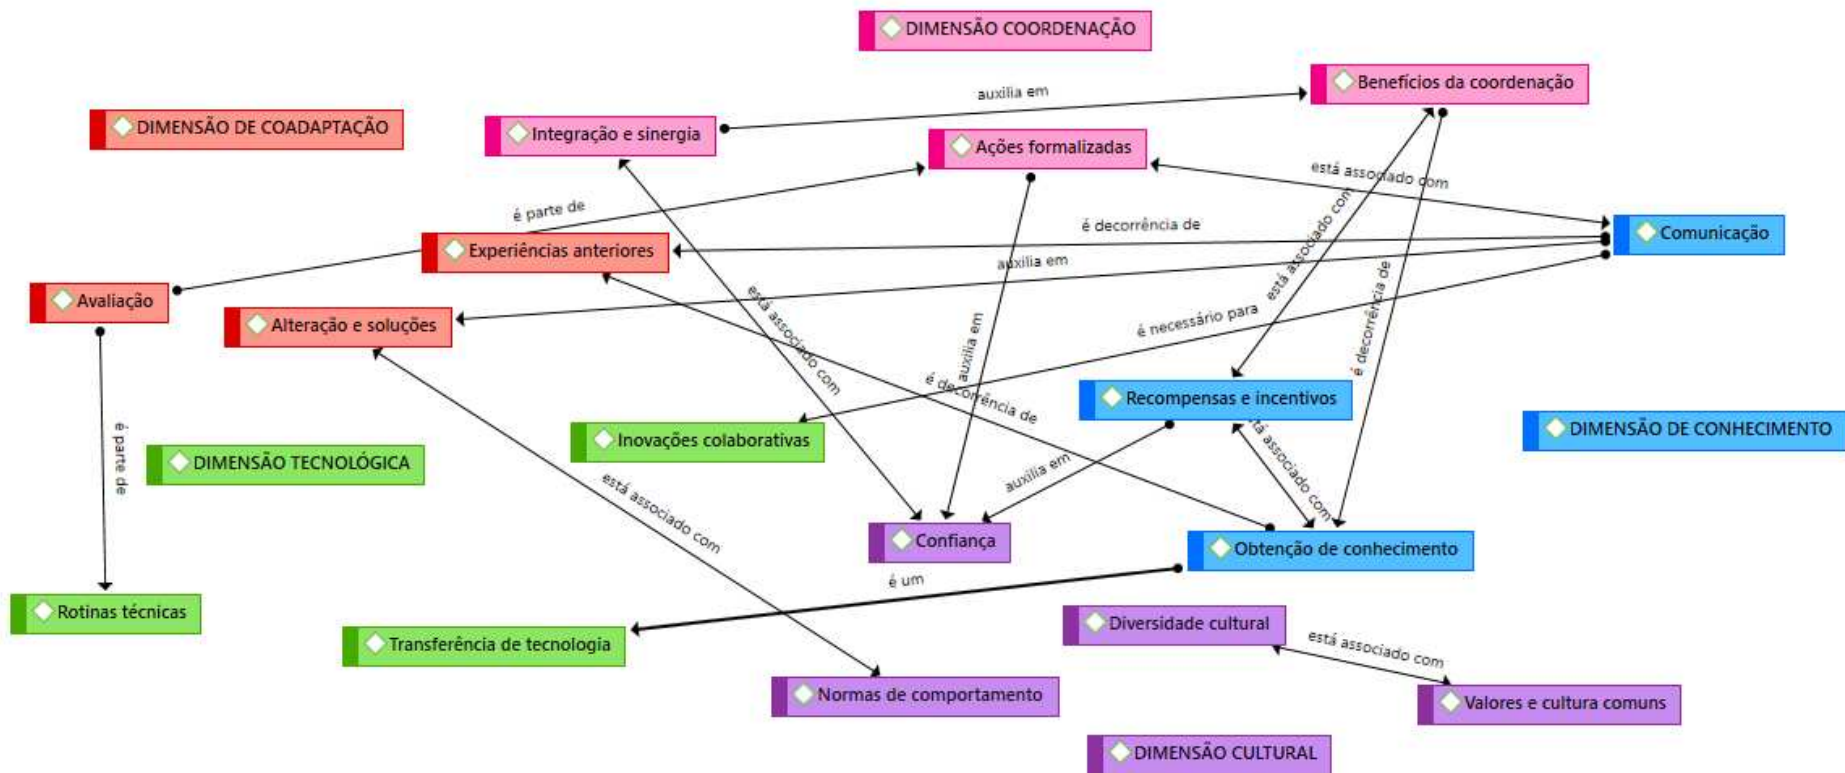 DIMENSÃO COORDENAÇÃO
Benefícios da coordenação
auxilia em
DIMENSÃO DE COADAPTAÇÃO
Integração e sinergia
Ações formalizadas
está associado com
é parte de
Comunicação
é decorrência de
Experiências anteriores
está associado com
auxilia em
Avaliação
Alteração e soluções
está associado com
é necessário para
é decorrência de
auxilia em
é decorrência de
Recompensas e incentivos
DIMENSÃO DE CONHECIMENTO
Inovações colaborativas
é parte de
DIMENSÃO TECNOLÓGICA
está associado com
auxilia em
está associado com
Confiança
Obtenção de conhecimento
é um
Rotinas técnicas
Transferência de tecnologia
Diversidade cultural
está associado com
Normas de comportamento
Valores e cultura comuns
DIMENSÃO CULTURAL